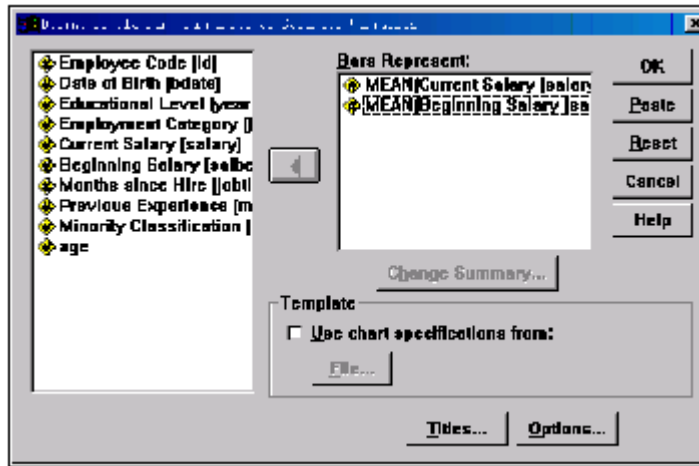 Employee Code [id]
Date of Birth [bdate]
Educational Level [year
Employment Category [j
Current Salary [salary]
Beginning Salary [salbe
Months since Hire [jobti
Previous Experience [m
Minority Classification [
age
Bars Represent:
MEAN[Current Salary [salary
[MEAN[Beginning Salary [sa
Change Summary...
Template
Use chart specifications from:
File...
Titles...
Options...
OK
Paste
Reset
Cancel
Help